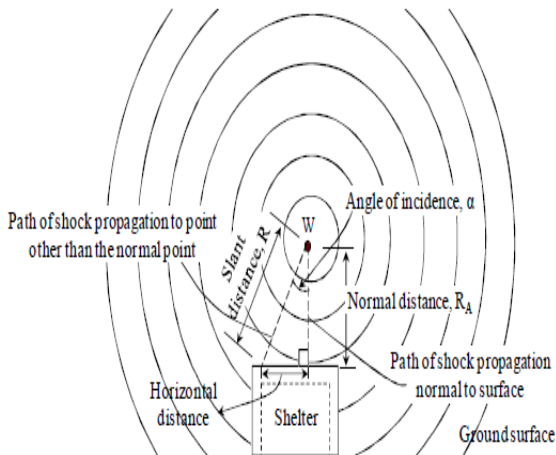 Angle of incidence, α
W
Path of shock propagation to point
other than the normal point
Slant
distance, R
Normal distance, R_A
Path of shock propagation
normal to surface
Horizontal
distance
Shelter
Ground surface